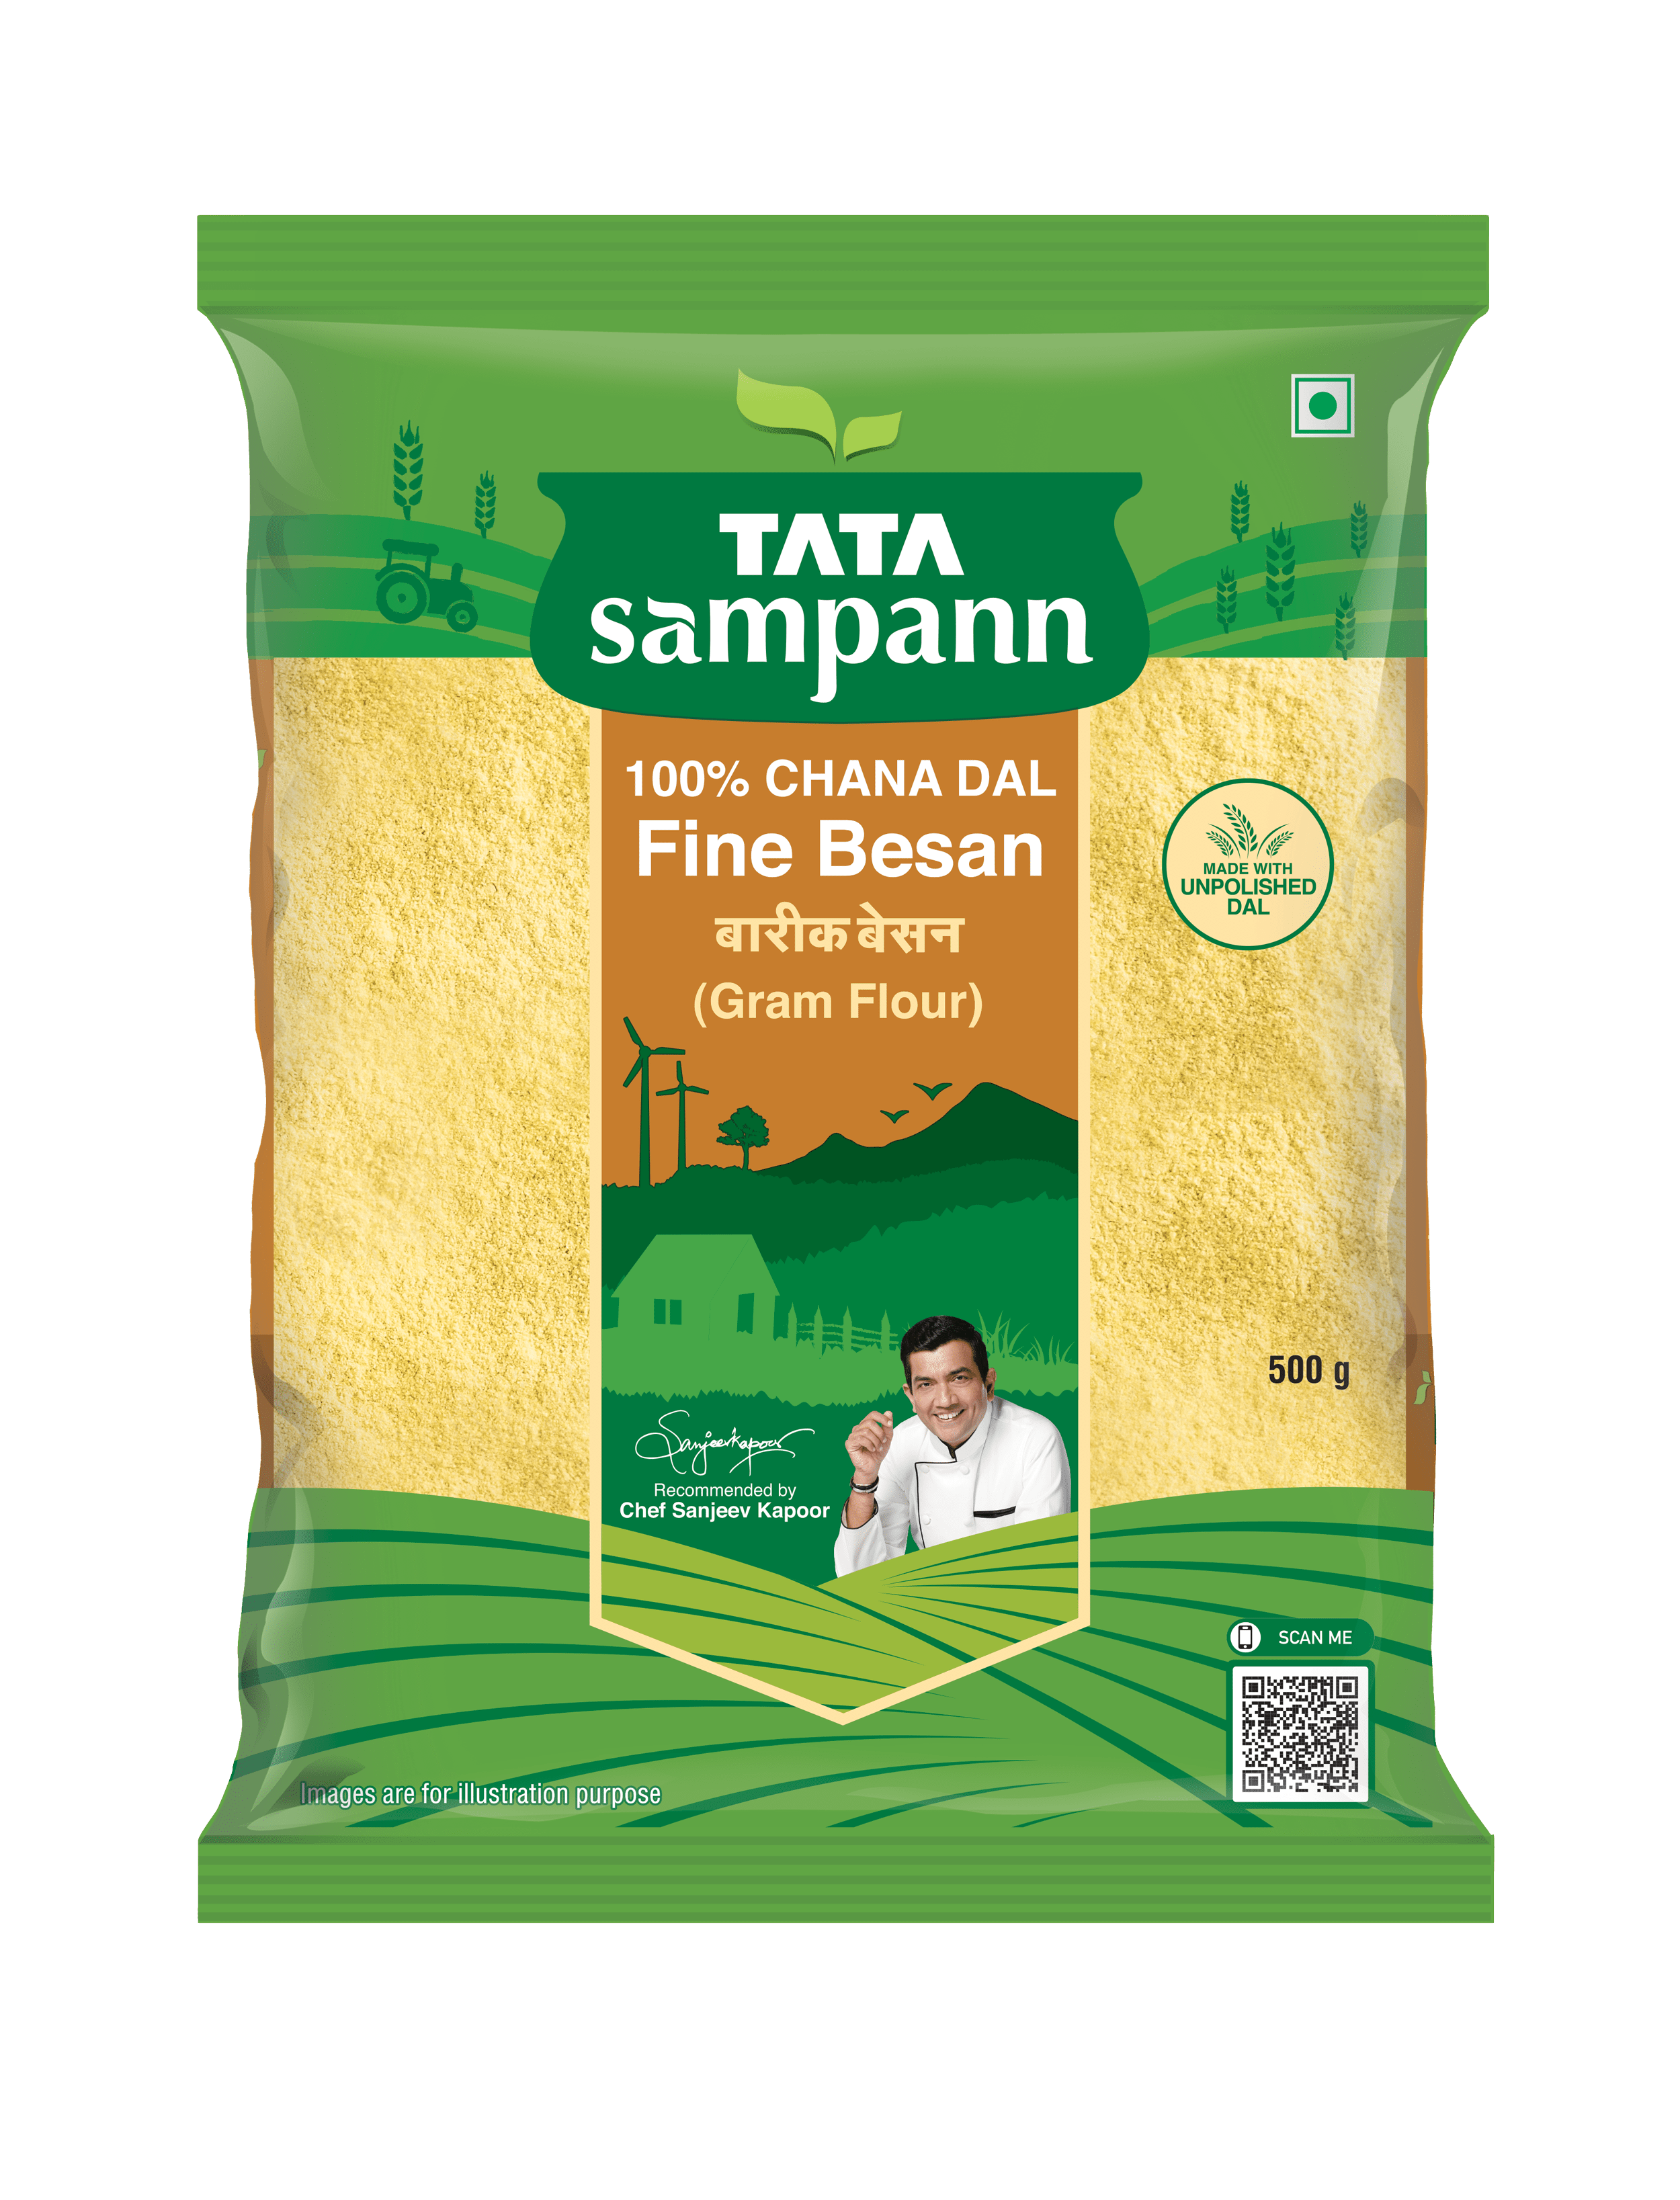 TATA
sampann
100% CHANA DAL
Fine Besan
बारीक बेसन
(Gram Flour)
MADE WITH
UNPOLISHED
DAL
500 g
Sanjeevkapoor
Recommended by
Chef Sanjeev Kapoor
SCAN ME
Images are for illustration purpose